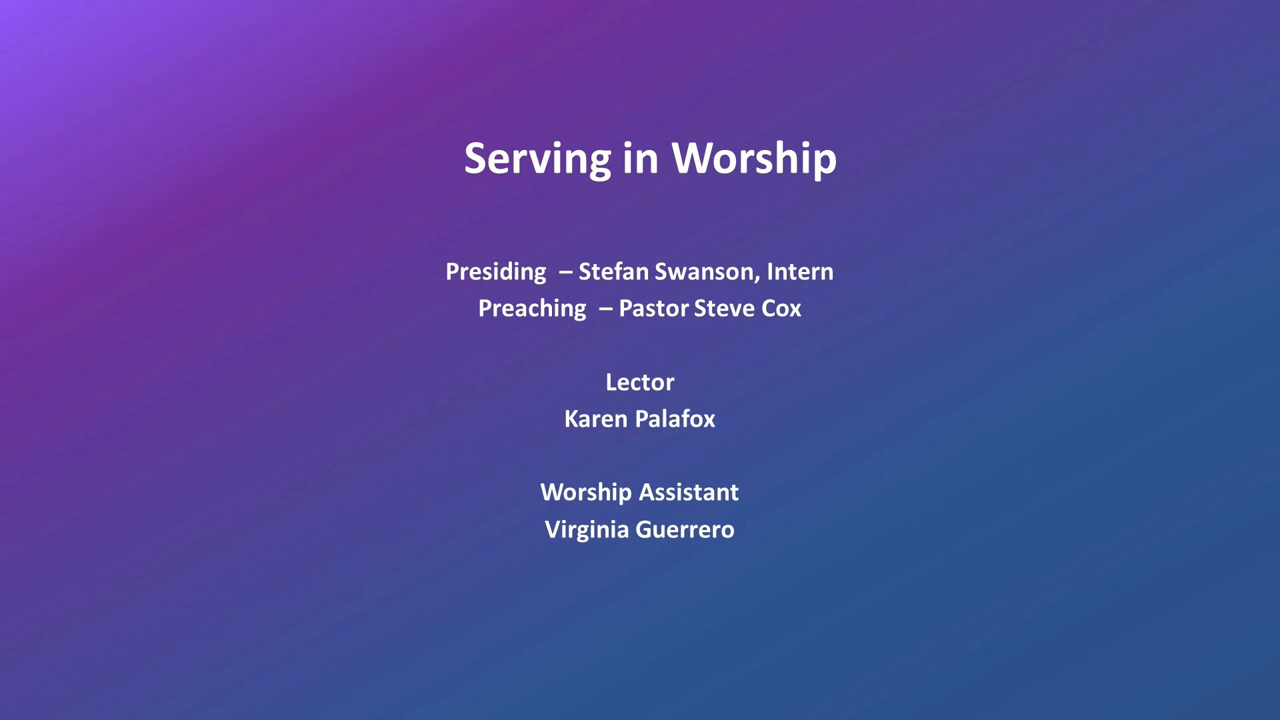 Serving in Worship
Presiding – Stefan Swanson, Intern
Preaching – Pastor Steve Cox
Lector
Karen Palafox
Worship Assistant
Virginia Guerrero